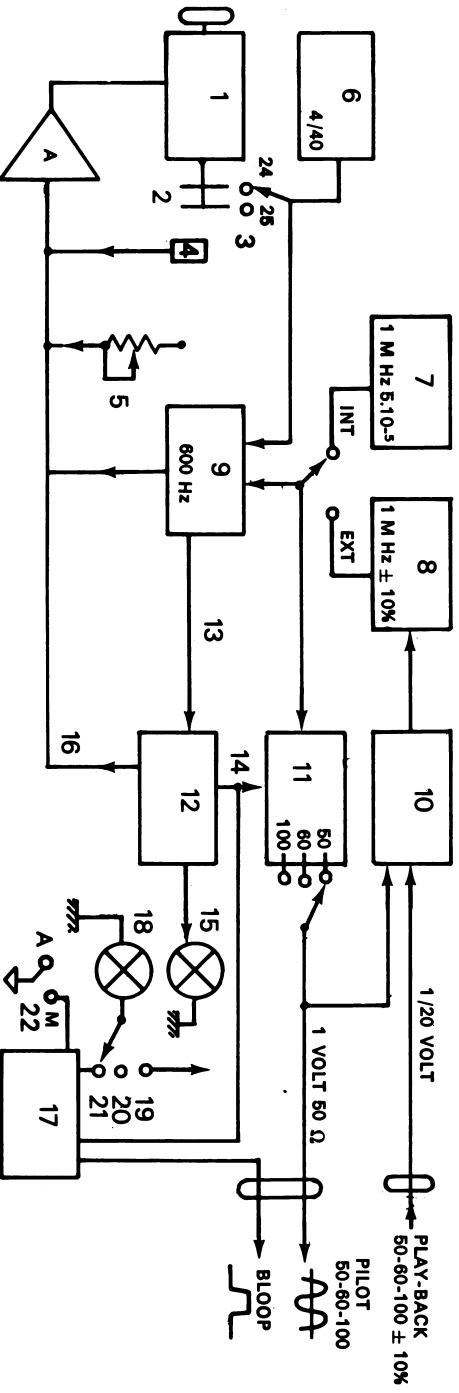 7
1 M Hz 5.10-5
INT
8
1 M Hz ± 10%
EXT
10
1/20 VOLT
PLAY-BACK
50-60-100 ± 10%
6
4/40
24
25
3
1
2
A
4
5
9
600 Hz
11
50
60
100
1 VOLT 50 Ω
PILOT
50-60-100
BLOOP
13
14
12
15
16
18
19
20
21
A
M
22
17